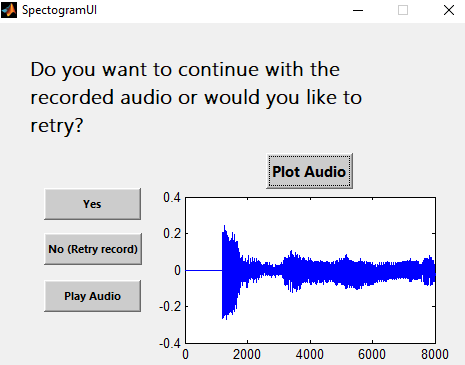 SpectogramUI
Do you want to continue with the
recorded audio or would you like to
retry?
Plot Audio
Yes
No (Retry record)
Play Audio
0.4
0.2
0
-0.2
-0.4
0 2000 4000 6000 8000